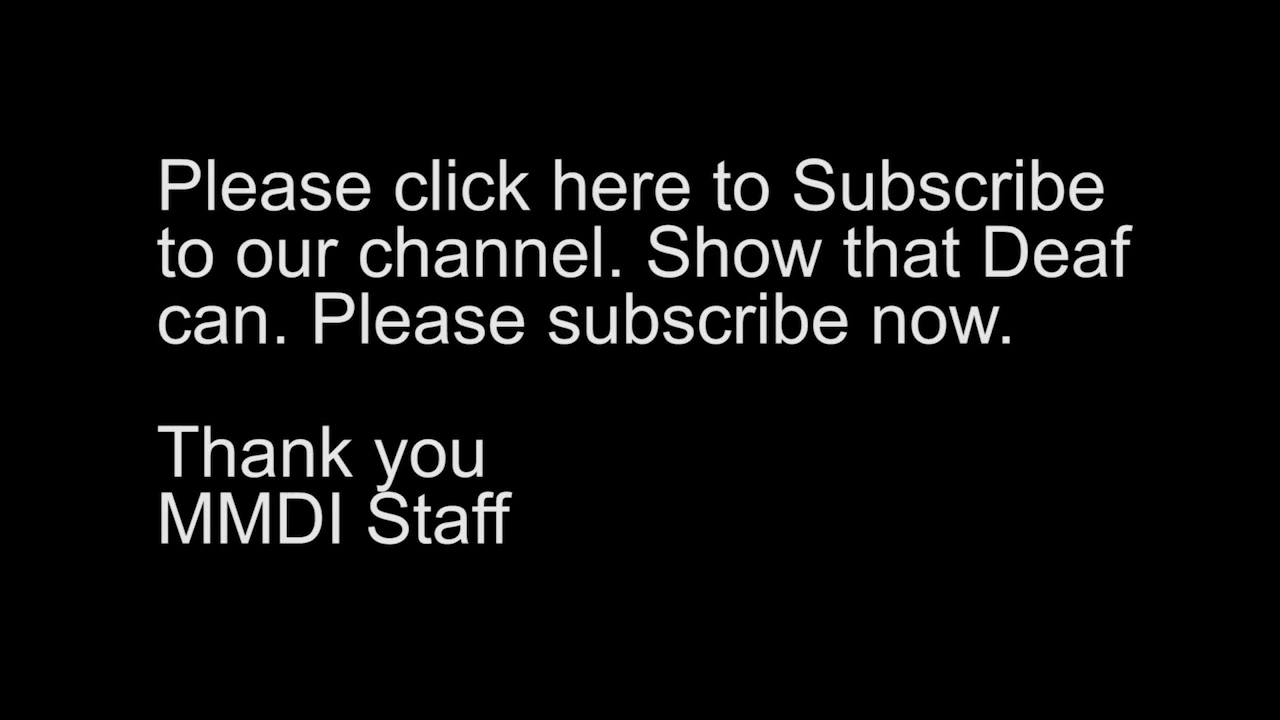 Please click here to Subscribe
to our channel. Show that Deaf
can. Please subscribe now.
Thank you
MMDI Staff